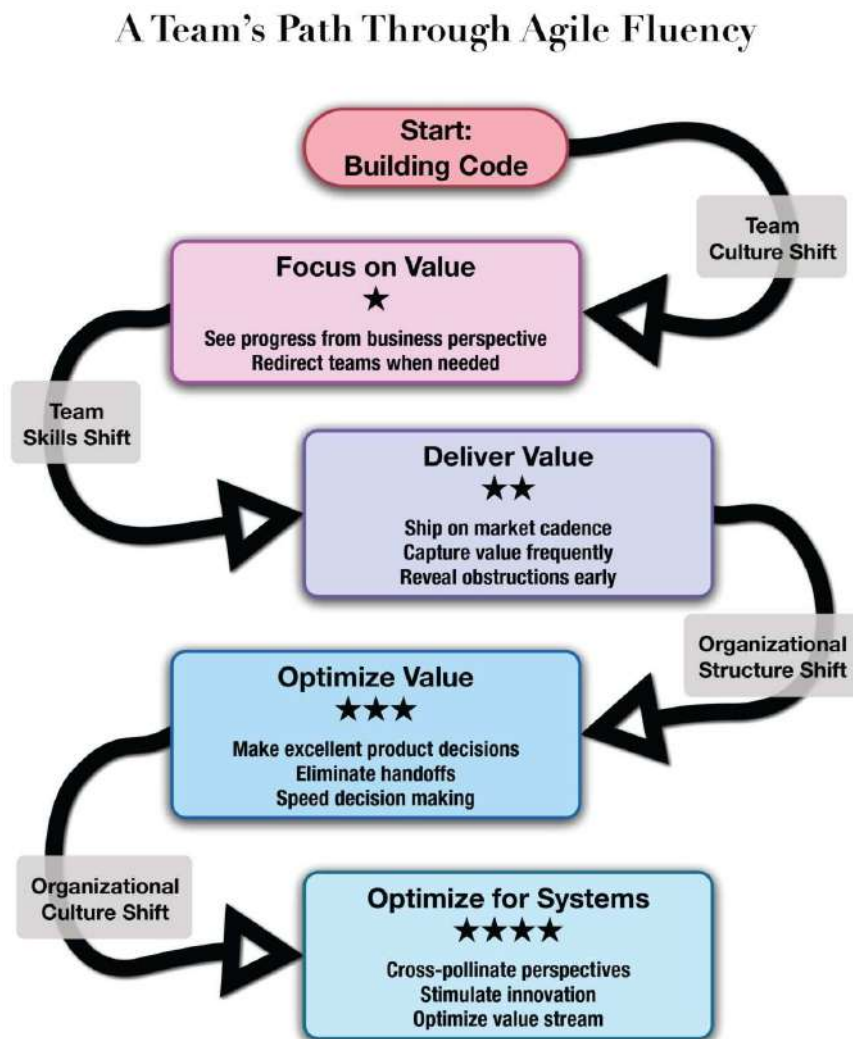 A Team’s Path Through Agile Fluency
Start:
Building Code
Team
Culture Shift
Focus on Value
★
See progress from business perspective
Redirect teams when needed
Team
Skills Shift
Deliver Value
★★
Ship on market cadence
Capture value frequently
Reveal obstructions early
Organizational
Structure Shift
Optimize Value
★★★
Make excellent product decisions
Eliminate handoffs
Speed decision making
Organizational
Culture Shift
Optimize for Systems
★★★★
Cross-pollinate perspectives
Stimulate innovation
Optimize value stream